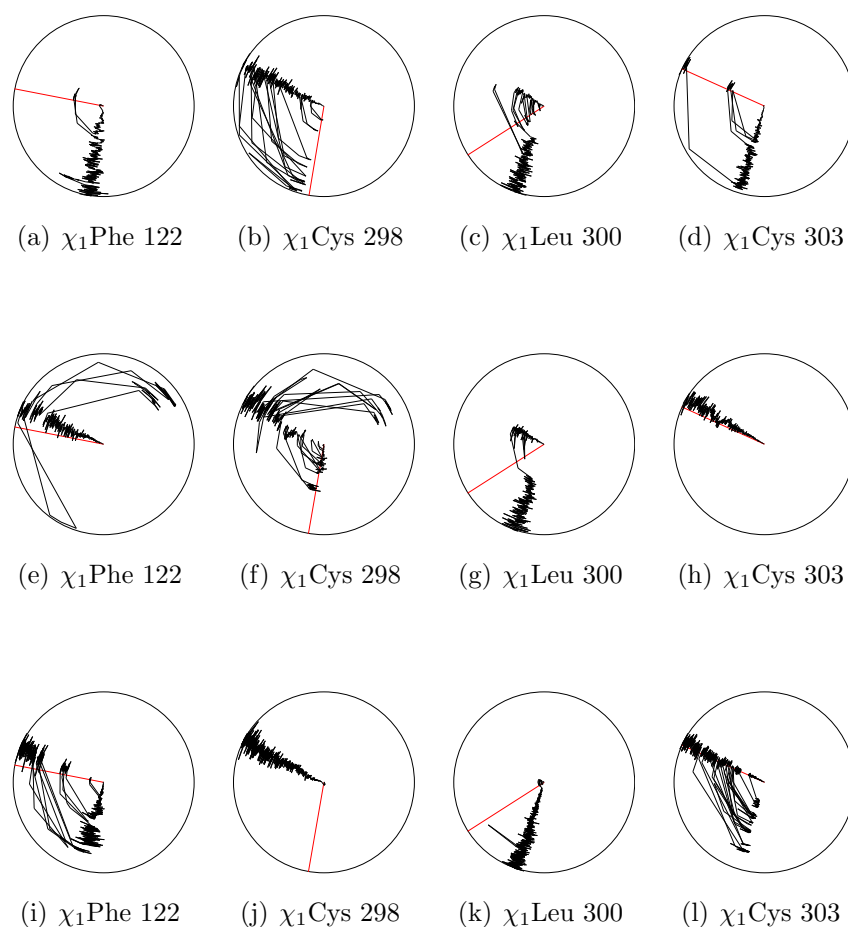 (a) χ₁Phe 122 (b) χ₁Cys 298 (c) χ₁Leu 300 (d) χ₁Cys 303
(e) χ₁Phe 122 (f) χ₁Cys 298 (g) χ₁Leu 300 (h) χ₁Cys 303
(i) χ₁Phe 122 (j) χ₁Cys 298 (k) χ₁Leu 300 (l) χ₁Cys 303